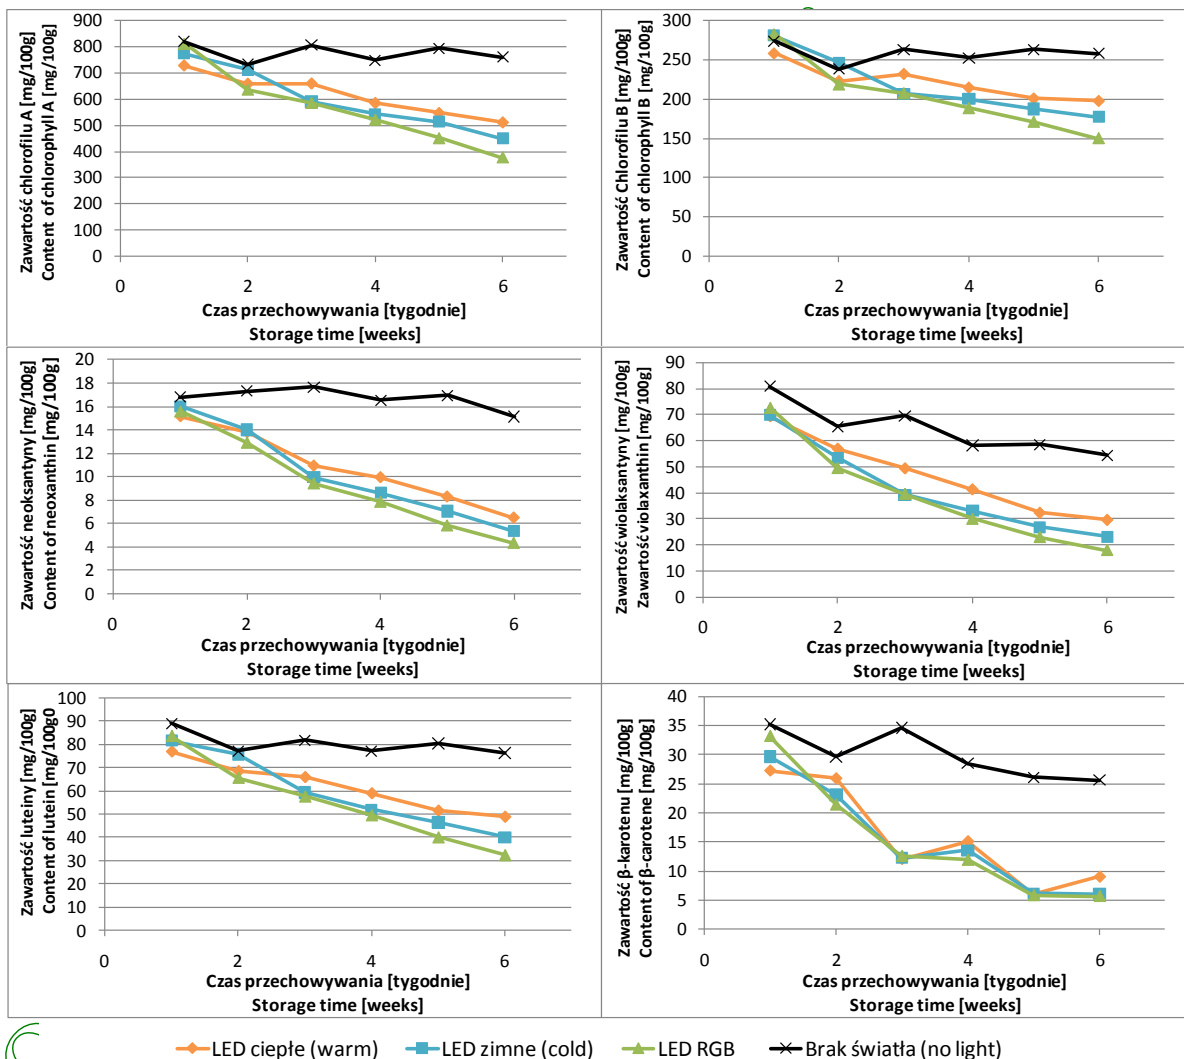 Zawartość chlorofilu A [mg/100g]
Content of chlorophyll A [mg/100g]
900
800
700
600
500
400
300
200
100
0
0 2 4 6
Czas przechowywania [tygodnie]
Storage time [weeks]
Zawartość Chlorofilu B [mg/100g]
Content of chlorophyll B [mg/100g]
300
250
200
150
100
50
0
0 2 4 6
Czas przechowywania [tygodnie]
Storage time [weeks]
Zawartość neoksantyny [mg/100g]
Content of neoxanthin [mg/100g]
20
18
16
14
12
10
8
6
4
2
0
0 2 4 6
Czas przechowywania [tygodnie]
Storage time [weeks]
Zawartość wiolaksantyny [mg/100g]
Zawartość violaxanthin [mg/100g]
90
80
70
60
50
40
30
20
10
0
0 2 4 6
Czas przechowywania [tygodnie]
Storage time [weeks]
Zawartość luteiny [mg/100g]
Content of lutein [mg/100g0
100
90
80
70
60
50
40
30
20
10
0
0 2 4 6
Czas przechowywania [tygodnie]
Storage time [weeks]
Zawartość β-karotenu [mg/100g]
Content of β-carotene [mg/100g]
40
35
30
25
20
15
10
5
0
0 2 4 6
Czas przechowywania [tygodnie]
Storage time [weeks]
LED ciepłe (warm) LED zimne (cold) LED RGB Brak światła (no light)